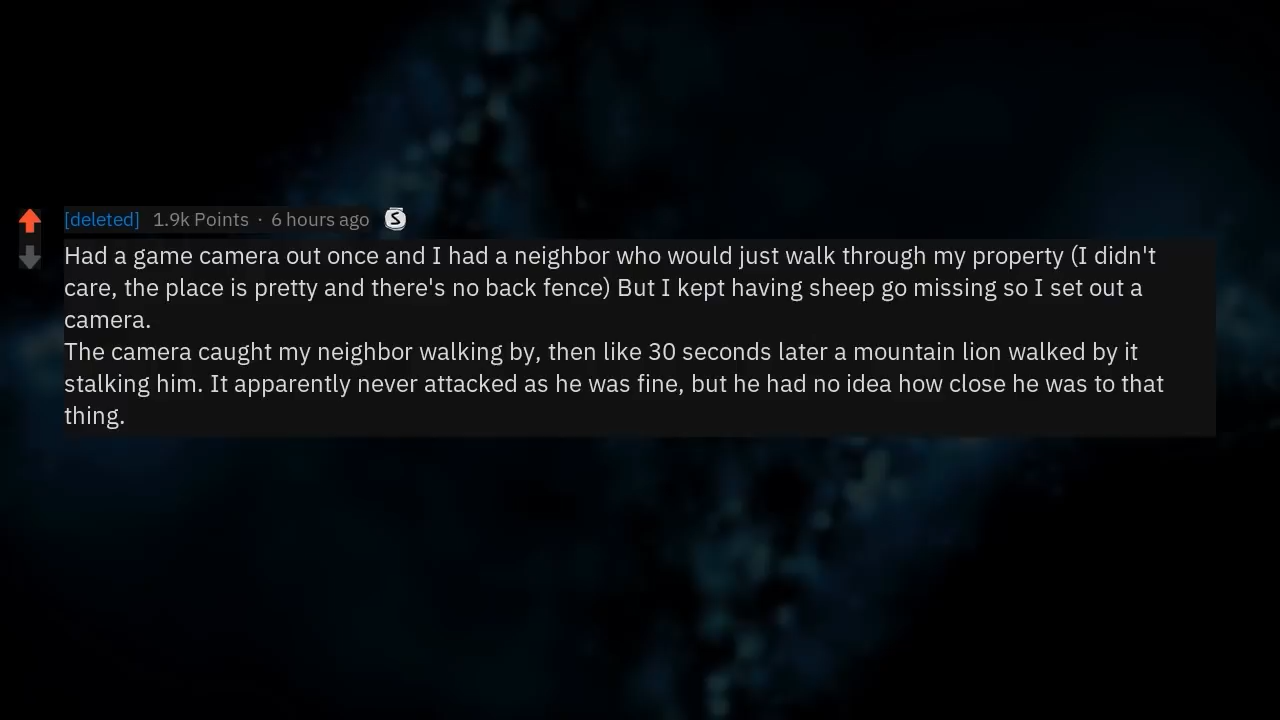 [deleted] 1.9k Points · 6 hours ago S
Had a game camera out once and I had a neighbor who would just walk through my property (I didn't
care, the place is pretty and there's no back fence) But I kept having sheep go missing so I set out a
camera.
The camera caught my neighbor walking by, then like 30 seconds later a mountain lion walked by it
stalking him. It apparently never attacked as he was fine, but he had no idea how close he was to that
thing.